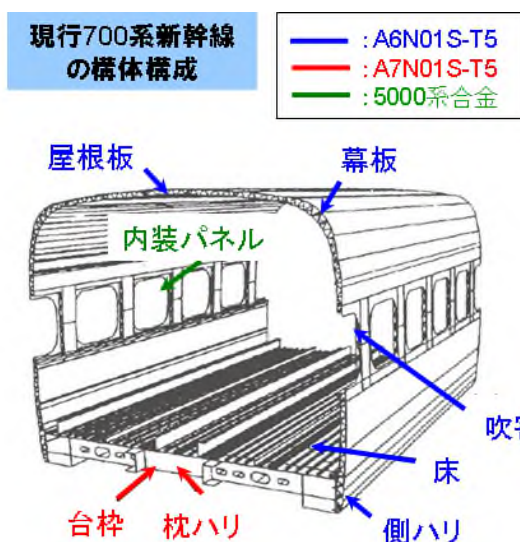 現行700系新幹線
の構体構成
: A6N01S-T5
: A7N01S-T5
: 5000系合金
屋根板
幕板
内装パネル
床
台枠
枕ハリ
側ハリ